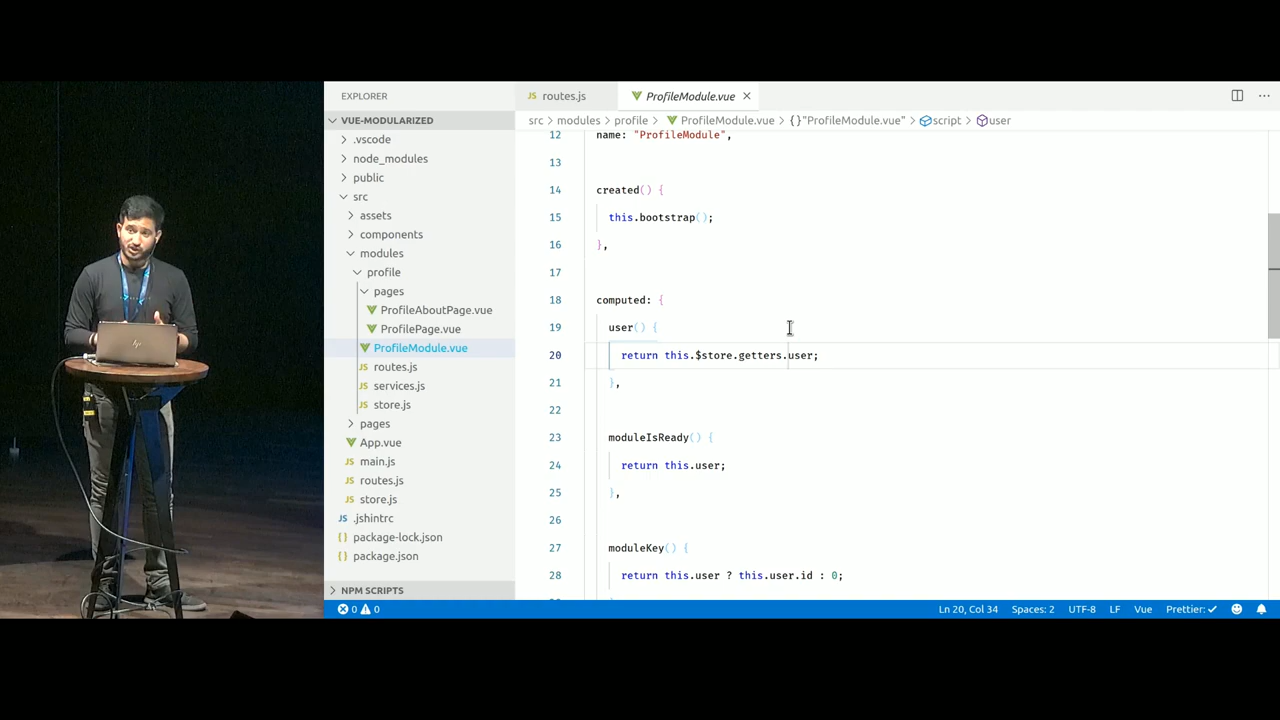 EXPLORER
VUE-MODULARIZED
.vscode
node_modules
public
src
assets
components
modules
profile
pages
ProfileAboutPage.vue
ProfilePage.vue
ProfileModule.vue
routes.js
services.js
store.js
pages
App.vue
main.js
routes.js
store.js
.jshintrc
package-lock.json
package.json
NPM SCRIPTS
JS routes.js ProfileModule.vue
src > modules > profile > ProfileModule.vue > {} "ProfileModule.vue" > script > user
12 name: "ProfileModule",
13
14 created() {
15 this.bootstrap();
16 },
17
18 computed: {
19 user() {
20 return this.$store.getters.user;
21 },
22
23 moduleIsReady() {
24 return this.user;
25 },
26
27 moduleKey() {
28 return this.user ? this.user.id : 0;
0 0 Ln 20, Col 34 Spaces: 2 UTF-8 LF Vue Prettier: ✓
hp